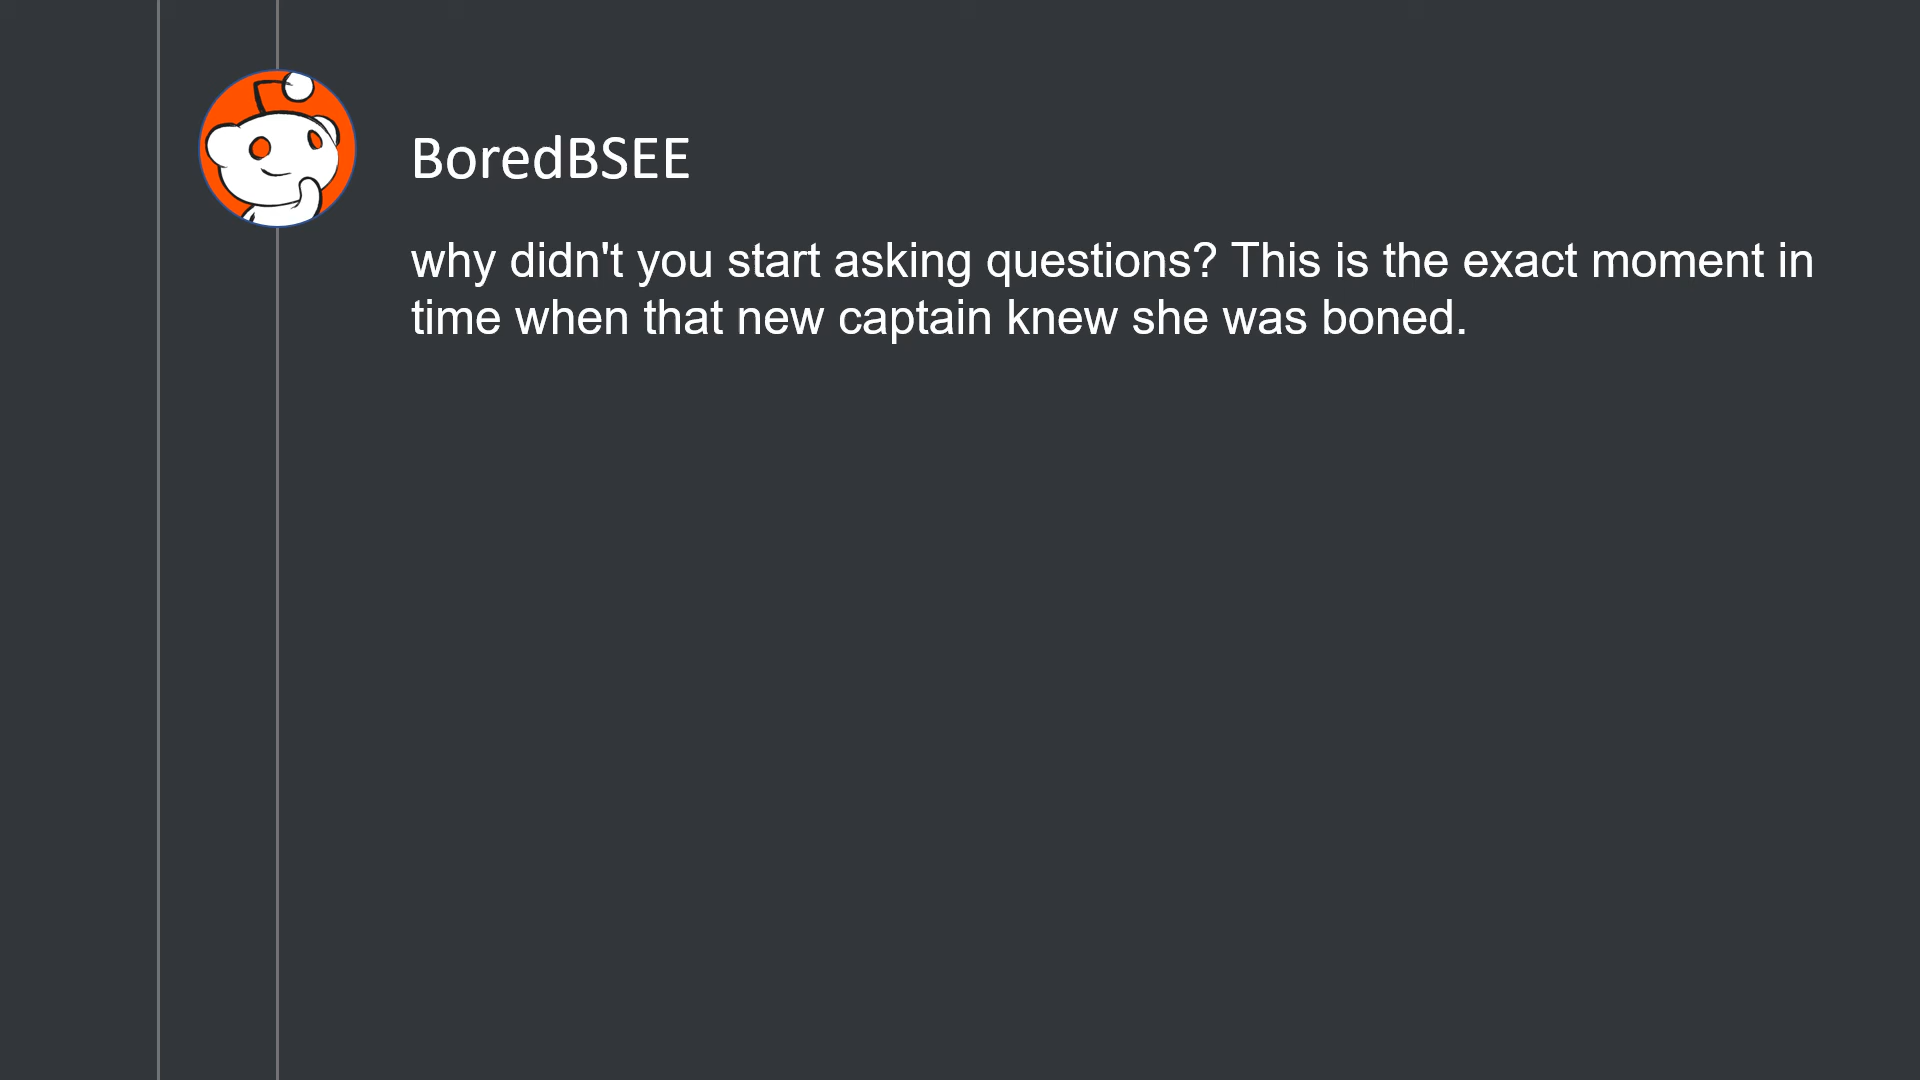 BoredBSEE
why didn't you start asking questions? This is the exact moment in
time when that new captain knew she was boned.